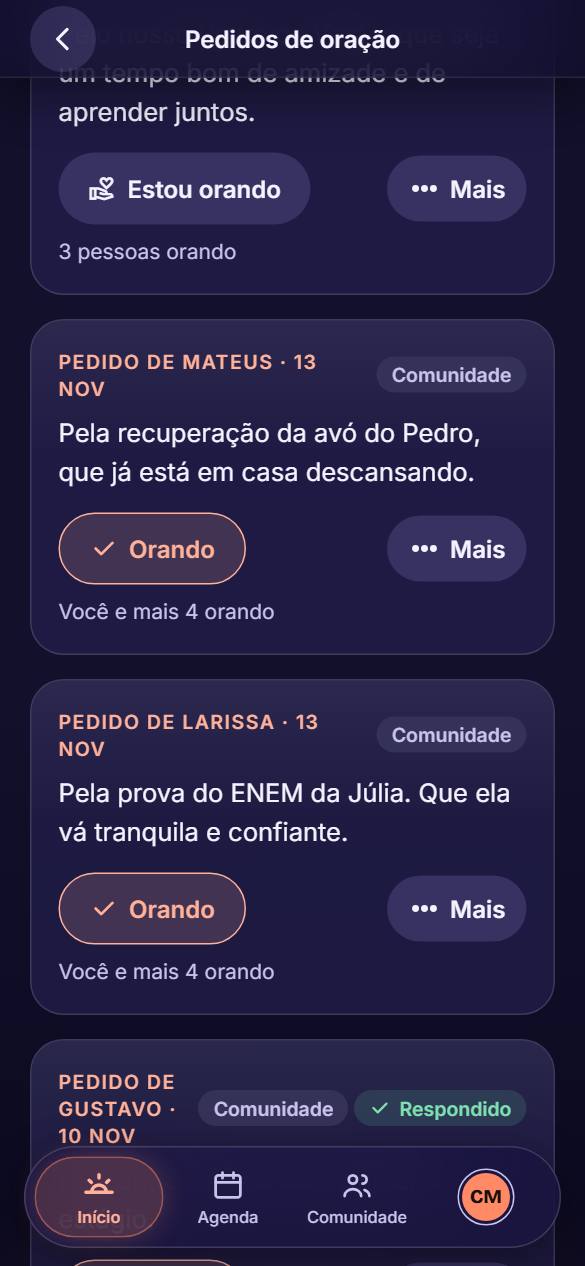 Pedidos de oração
um tempo bom de amizade e de
aprender juntos.
Estou orando
Mais
3 pessoas orando
PEDIDO DE MATEUS · 13
NOV
Comunidade
Pela recuperação da avó do Pedro,
que já está em casa descansando.
Orando
Mais
Você e mais 4 orando
PEDIDO DE LARISSA · 13
NOV
Comunidade
Pela prova do ENEM da Júlia. Que ela
vá tranquila e confiante.
Orando
Mais
Você e mais 4 orando
PEDIDO DE
GUSTAVO ·
10 NOV
Comunidade
Respondido
Início
Agenda
Comunidade
CM